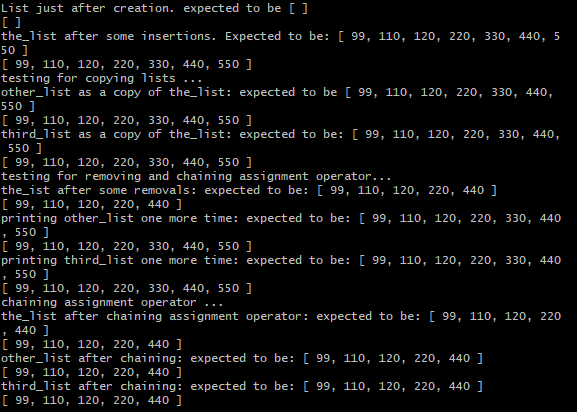 List just after creation. expected to be [ ]
[ ]
the_list after some insertions. Expected to be: [ 99, 110, 120, 220, 330, 440, 5
50 ]
[ 99, 110, 120, 220, 330, 440, 550 ]
testing for copying lists ...
other_list as a copy of the_list: expected to be [ 99, 110, 120, 220, 330, 440,
550 ]
[ 99, 110, 120, 220, 330, 440, 550 ]
third_list as a copy of the_list: expected to be: [ 99, 110, 120, 220, 330, 440,
 550 ]
[ 99, 110, 120, 220, 330, 440, 550 ]
testing for removing and chaining assignment operator...
the_ist after some removals: expected to be: [ 99, 110, 120, 220, 440 ]
[ 99, 110, 120, 220, 440 ]
printing other_list one more time: expected to be: [ 99, 110, 120, 220, 330, 440
, 550 ]
[ 99, 110, 120, 220, 330, 440, 550 ]
printing third_list one more time: expected to be: [ 99, 110, 120, 220, 330, 440
, 550 ]
[ 99, 110, 120, 220, 330, 440, 550 ]
chaining assignment operator ...
the_list after chaining assignment operator: expected to be: [ 99, 110, 120, 220
, 440 ]
[ 99, 110, 120, 220, 440 ]
other_list after chaining: expected to be: [ 99, 110, 120, 220, 440 ]
[ 99, 110, 120, 220, 440 ]
third_list after chaining: expected to be: [ 99, 110, 120, 220, 440 ]
[ 99, 110, 120, 220, 440 ]